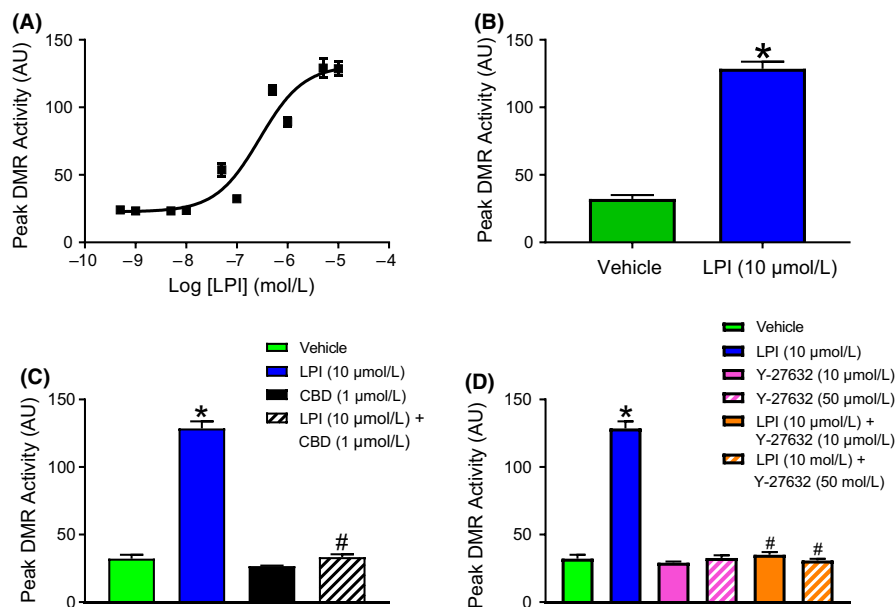 (A)
Peak DMR Activity (AU)
150
100
50
0
–10
–9
–8
–7
–6
–5
–4
Log [LPI] (mol/L)
(B)
Peak DMR Activity (AU)
150
100
50
0
*
Vehicle
LPI (10 µmol/L)
(C)
Vehicle
LPI (10 µmol/L)
CBD (1 µmol/L)
LPI (10 µmol/L) +
CBD (1 µmol/L)
Peak DMR Activity (AU)
150
100
50
0
*
#
(D)
Vehicle
LPI (10 µmol/L)
Y-27632 (10 µmol/L)
Y-27632 (50 µmol/L)
LPI (10 µmol/L) +
Y-27632 (10 µmol/L)
LPI (10 mol/L) +
Y-27632 (50 mol/L)
Peak DMR Activity (AU)
150
100
50
0
*
#
#